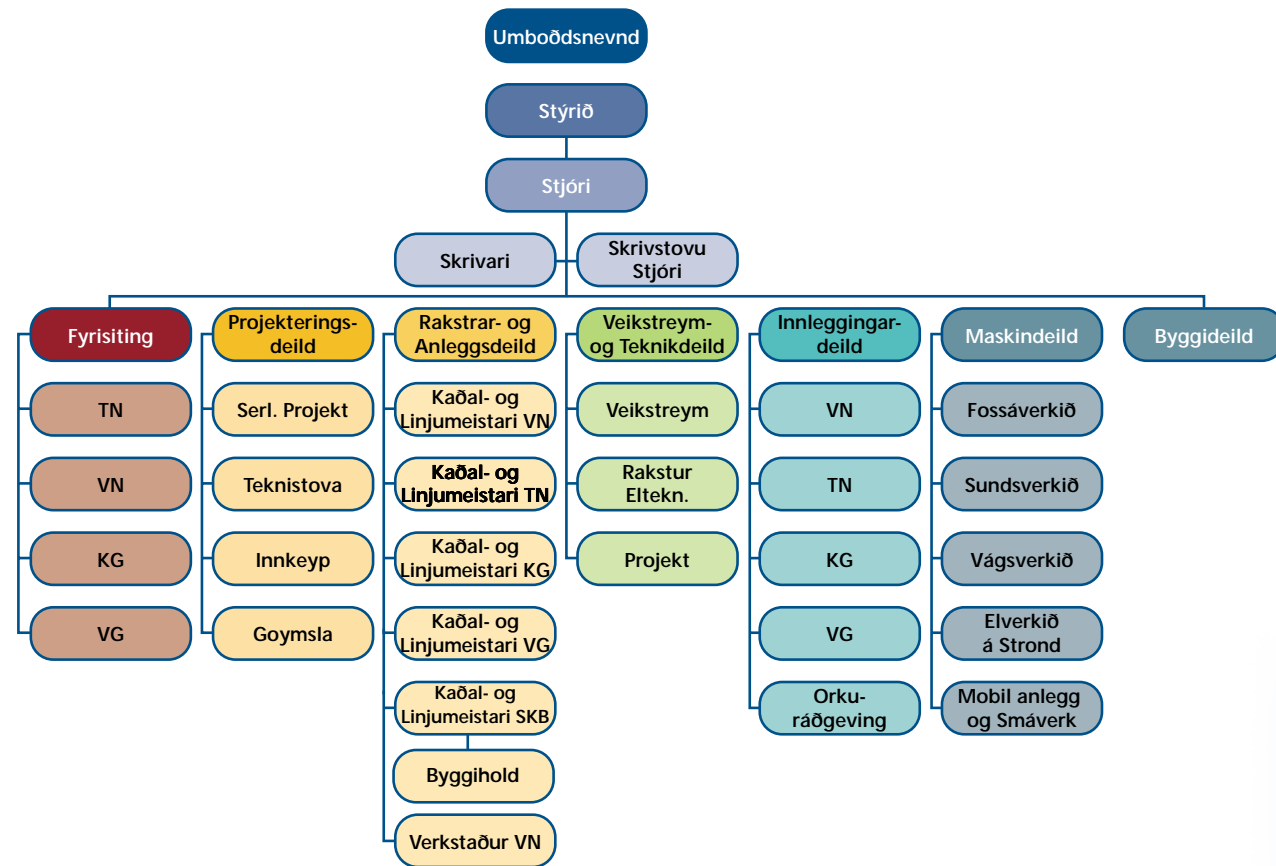 Umboðsnevnd
Stýrið
Stjóri
Skrivari
Skrivstovu
Stjóri
Fyrisiting
TN
VN
KG
VG
Projekterings-
deild
Serl. Projekt
Teknistova
Innkeyp
Goymsla
Rakstrar- og
Anleggsdeild
Kaðal- og
Linjumeistari VN
Kaðal- og
Linjumeistari TN
Kaðal- og
Linjumeistari KG
Kaðal- og
Linjumeistari VG
Kaðal- og
Linjumeistari SKB
Byggihold
Verkstaður VN
Veikstreym-
og Teknikdeild
Veikstreym
Rakstur
Eltekn.
Projekt
Innleggingar-
deild
VN
TN
KG
VG
Orku-
ráðgeving
Maskindeild
Fossáverkið
Sundsverkið
Vágsverkið
Elverkið
á Strond
Mobil anlegg
og Smáverk
Byggideild